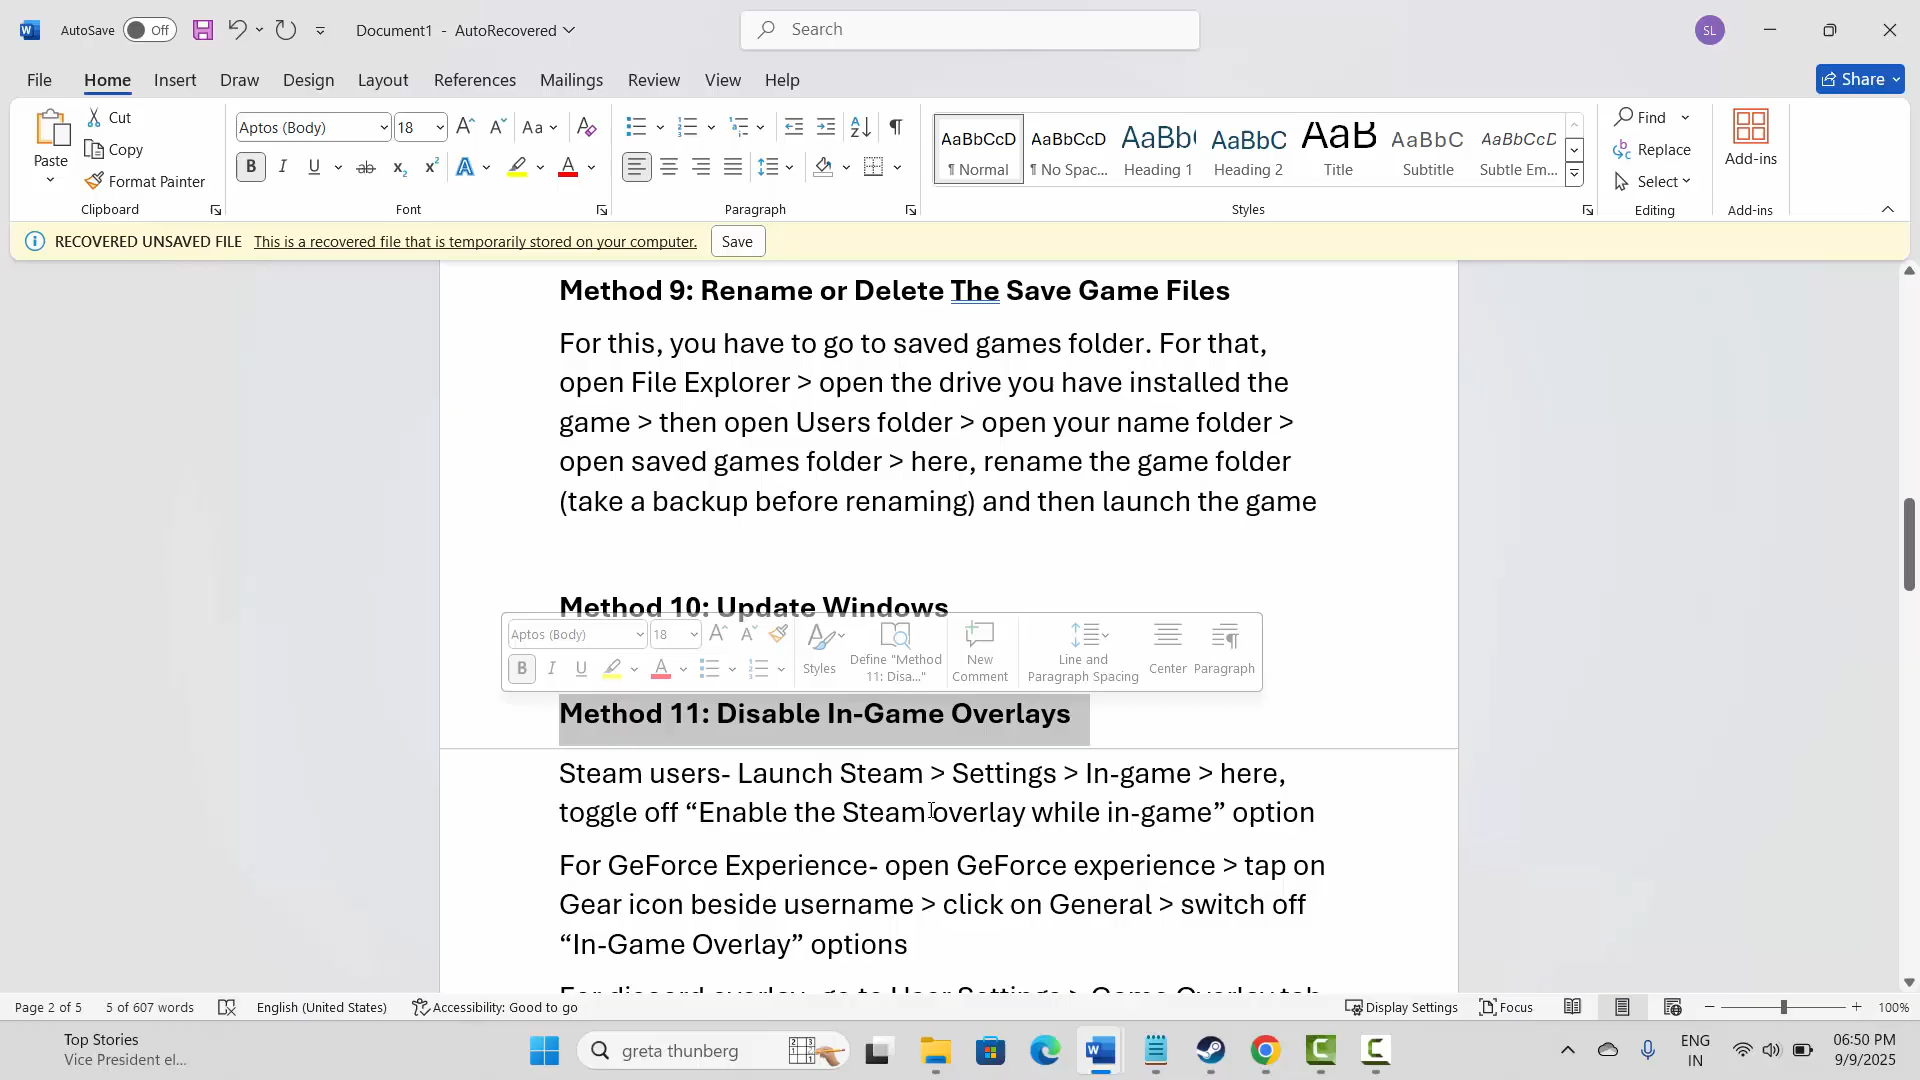 AutoSave Off Document1 - AutoRecovered Search SL
File Home Insert Draw Design Layout References Mailings Review View Help Share
Paste Cut Copy Format Painter Clipboard
Aptos (Body) 18 Aa Font
Paragraph
AaBbCcD AaBbCcD AaBb( AaBbC AaB AaBbC AaBbCcD
¶ Normal ¶ No Spac... Heading 1 Heading 2 Title Subtitle Subtle Em...
Styles
Find Replace Select Editing
Add-ins Add-ins
RECOVERED UNSAVED FILE This is a recovered file that is temporarily stored on your computer. Save
Method 9: Rename or Delete The Save Game Files
For this, you have to go to saved games folder. For that,
open File Explorer > open the drive you have installed the
game > then open Users folder > open your name folder >
open saved games folder > here, rename the game folder
(take a backup before renaming) and then launch the game
Method 10: Update Windows
Aptos (Body) 18 Styles Define "Method 11: Disa..." New Comment Line and Paragraph Spacing Center Paragraph
Method 11: Disable In-Game Overlays
Steam users- Launch Steam > Settings > In-game > here,
toggle off “Enable the Steam overlay while in-game” option
For GeForce Experience- open GeForce experience > tap on
Gear icon beside username > click on General > switch off
“In-Game Overlay” options
For discord overlay- go to User Settings > Game Overlay tab
Page 2 of 5 5 of 607 words English (United States) Accessibility: Good to go Display Settings Focus 100%
Top Stories
Vice President el...
greta thunberg
ENG
IN
06:50 PM
9/9/2025